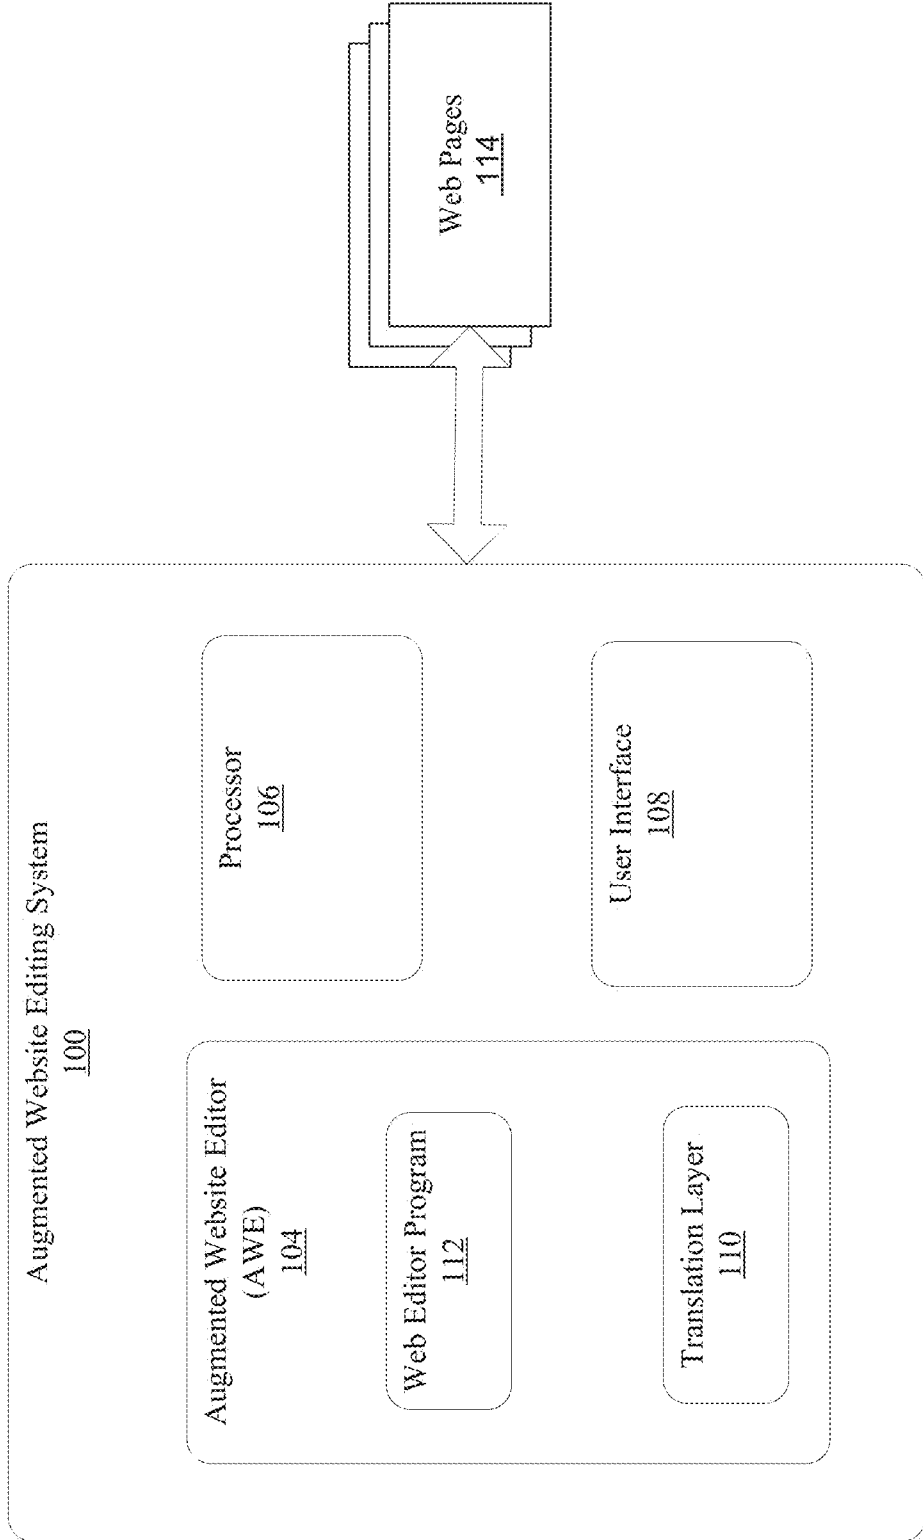 Augmented Website Editing System
100
Augmented Website Editor
(AWE)
104
Web Editor Program
112
Translation Layer
110
Processor
106
User Interface
108
Web Pages
114